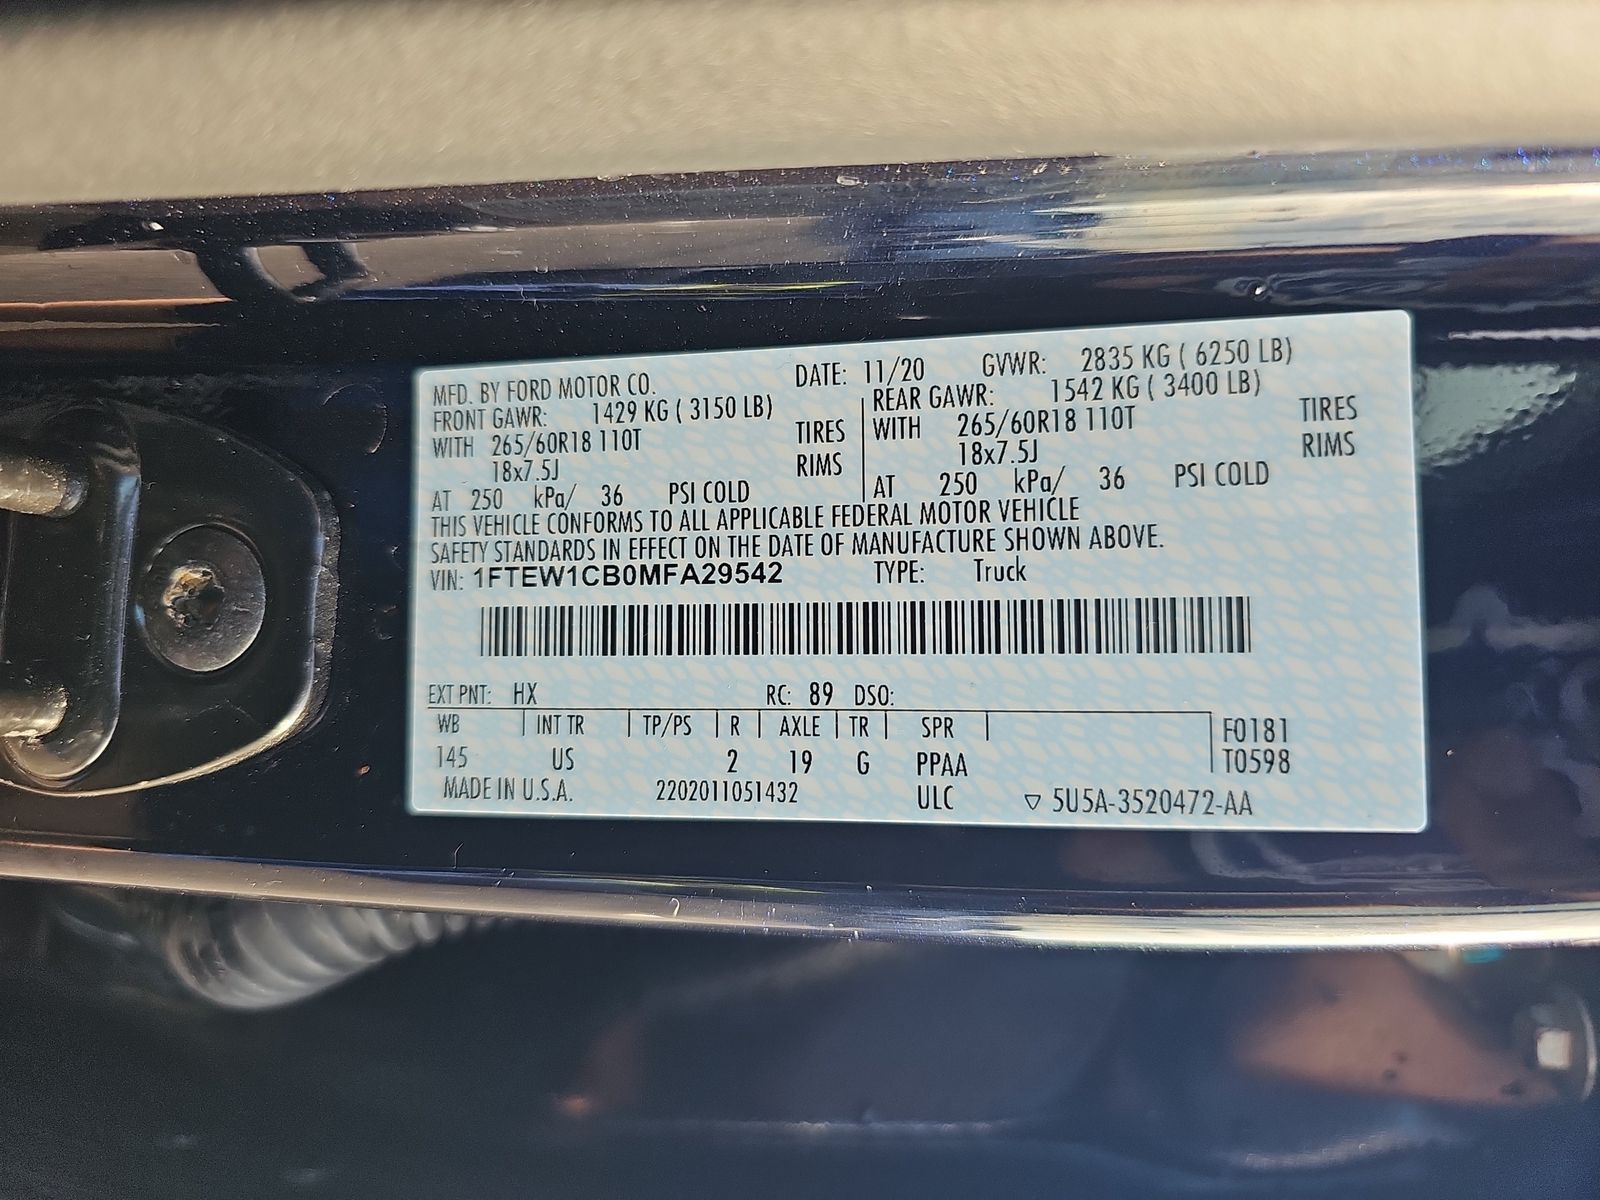 MFD. BY FORD MOTOR CO. DATE: 11/20 GVWR: 2835 KG ( 6250 LB)
FRONT GAWR: 1429 KG ( 3150 LB) REAR GAWR: 1542 KG ( 3400 LB)
WITH 265/60R18 110T TIRES WITH 265/60R18 110T TIRES
18x7.5J RIMS 18x7.5J RIMS
AT 250 kPa/ 36 PSI COLD AT 250 kPa/ 36 PSI COLD
THIS VEHICLE CONFORMS TO ALL APPLICABLE FEDERAL MOTOR VEHICLE
SAFETY STANDARDS IN EFFECT ON THE DATE OF MANUFACTURE SHOWN ABOVE.
VIN: 1FTEW1CB0MFA29542 TYPE: Truck
EXT PNT: HX RC: 89 DSO:
WB INT TR TP/PS R AXLE TR SPR F0181
145 US 2 19 G PPAA T0598
MADE IN U.S.A. 2202011051432 ULC ▽ 5U5A-3520472-AA